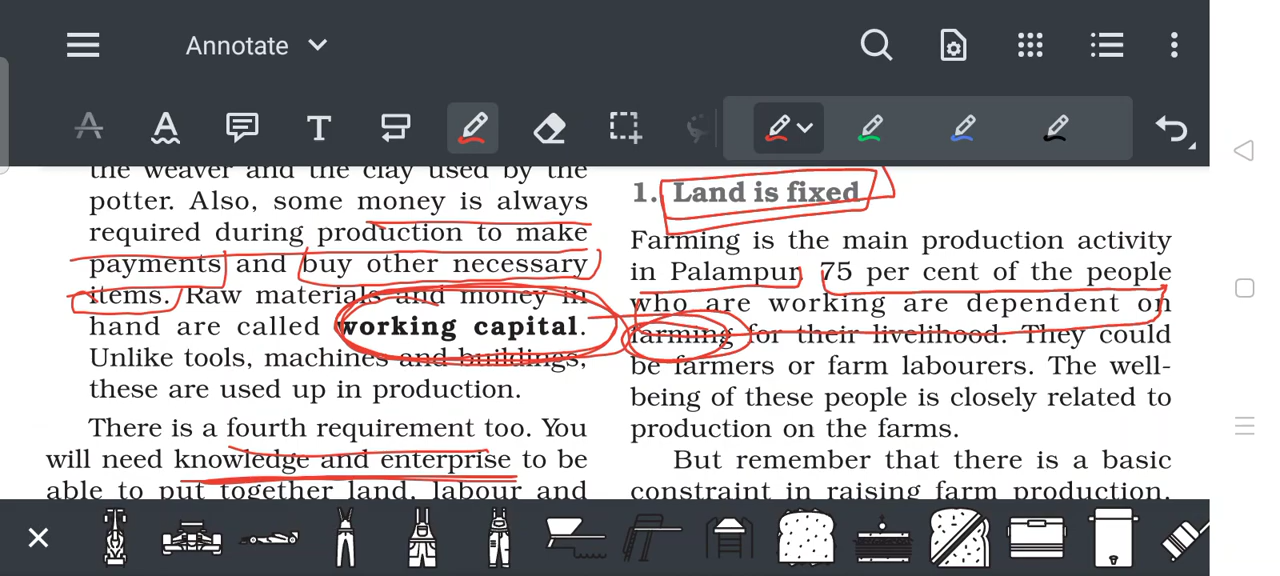 Annotate
the weaver and the clay used by the
potter. Also, some money is always
required during production to make
payments and buy other necessary
items. Raw materials and money in
hand are called working capital.
Unlike tools, machines and buildings,
these are used up in production.
There is a fourth requirement too. You
will need knowledge and enterprise to be
able to put together land, labour and
1. Land is fixed
Farming is the main production activity
in Palampur. 75 per cent of the people
who are working are dependent on
farming for their livelihood. They could
be farmers or farm labourers. The well-
being of these people is closely related to
production on the farms.
But remember that there is a basic
constraint in raising farm production.